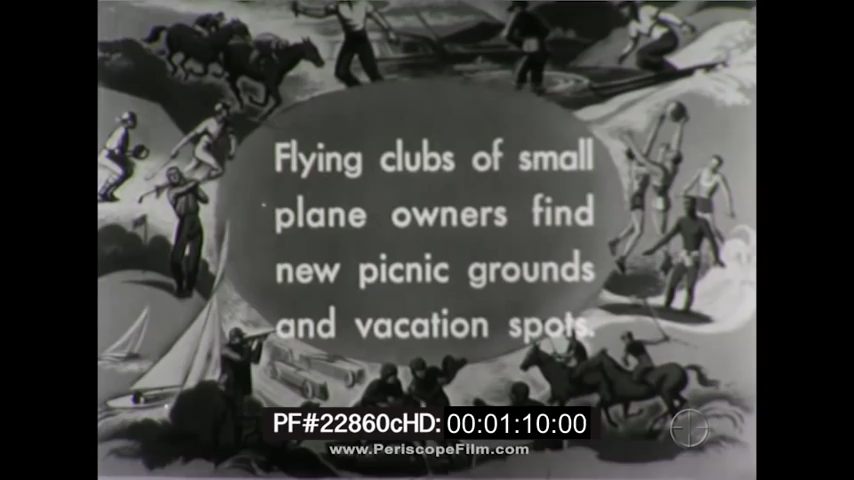 Flying clubs of small
plane owners find
new picnic grounds
and vacation spots.
PF#22860cHD: 00:01:10:00
www.PeriscopeFilm.com